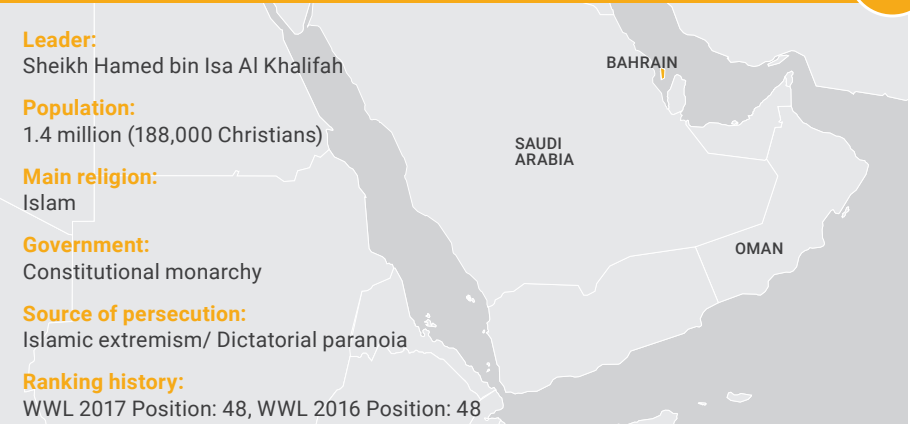 Leader:
Sheikh Hamed bin Isa Al Khalifah
Population:
1.4 million (188,000 Christians)
Main religion:
Islam
Government:
Constitutional monarchy
Source of persecution:
Islamic extremism/ Dictatorial paranoia
Ranking history:
WWL 2017 Position: 48, WWL 2016 Position: 48
BAHRAIN
SAUDI
ARABIA
OMAN